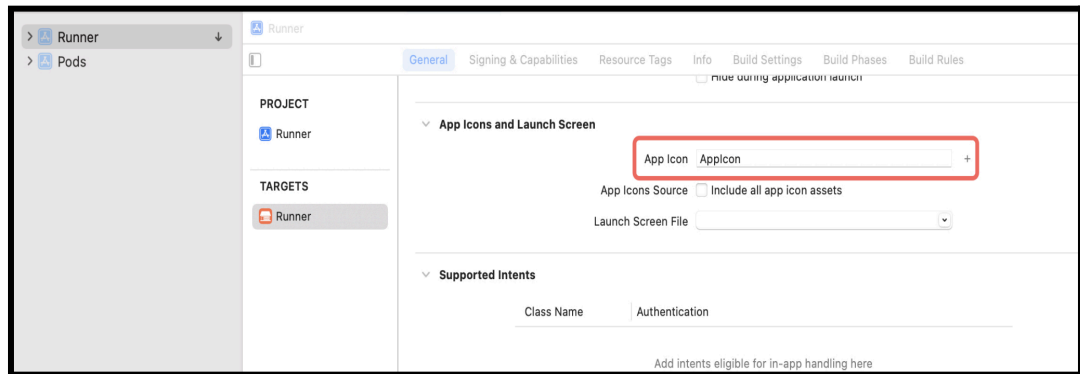 Runner
Pods
Runner
General Signing & Capabilities Resource Tags Info Build Settings Build Phases Build Rules
Hide during application launch
PROJECT
Runner
TARGETS
Runner
App Icons and Launch Screen
App Icon AppIcon +
App Icons Source Include all app icon assets
Launch Screen File
Supported Intents
Class Name Authentication
Add intents eligible for in-app handling here